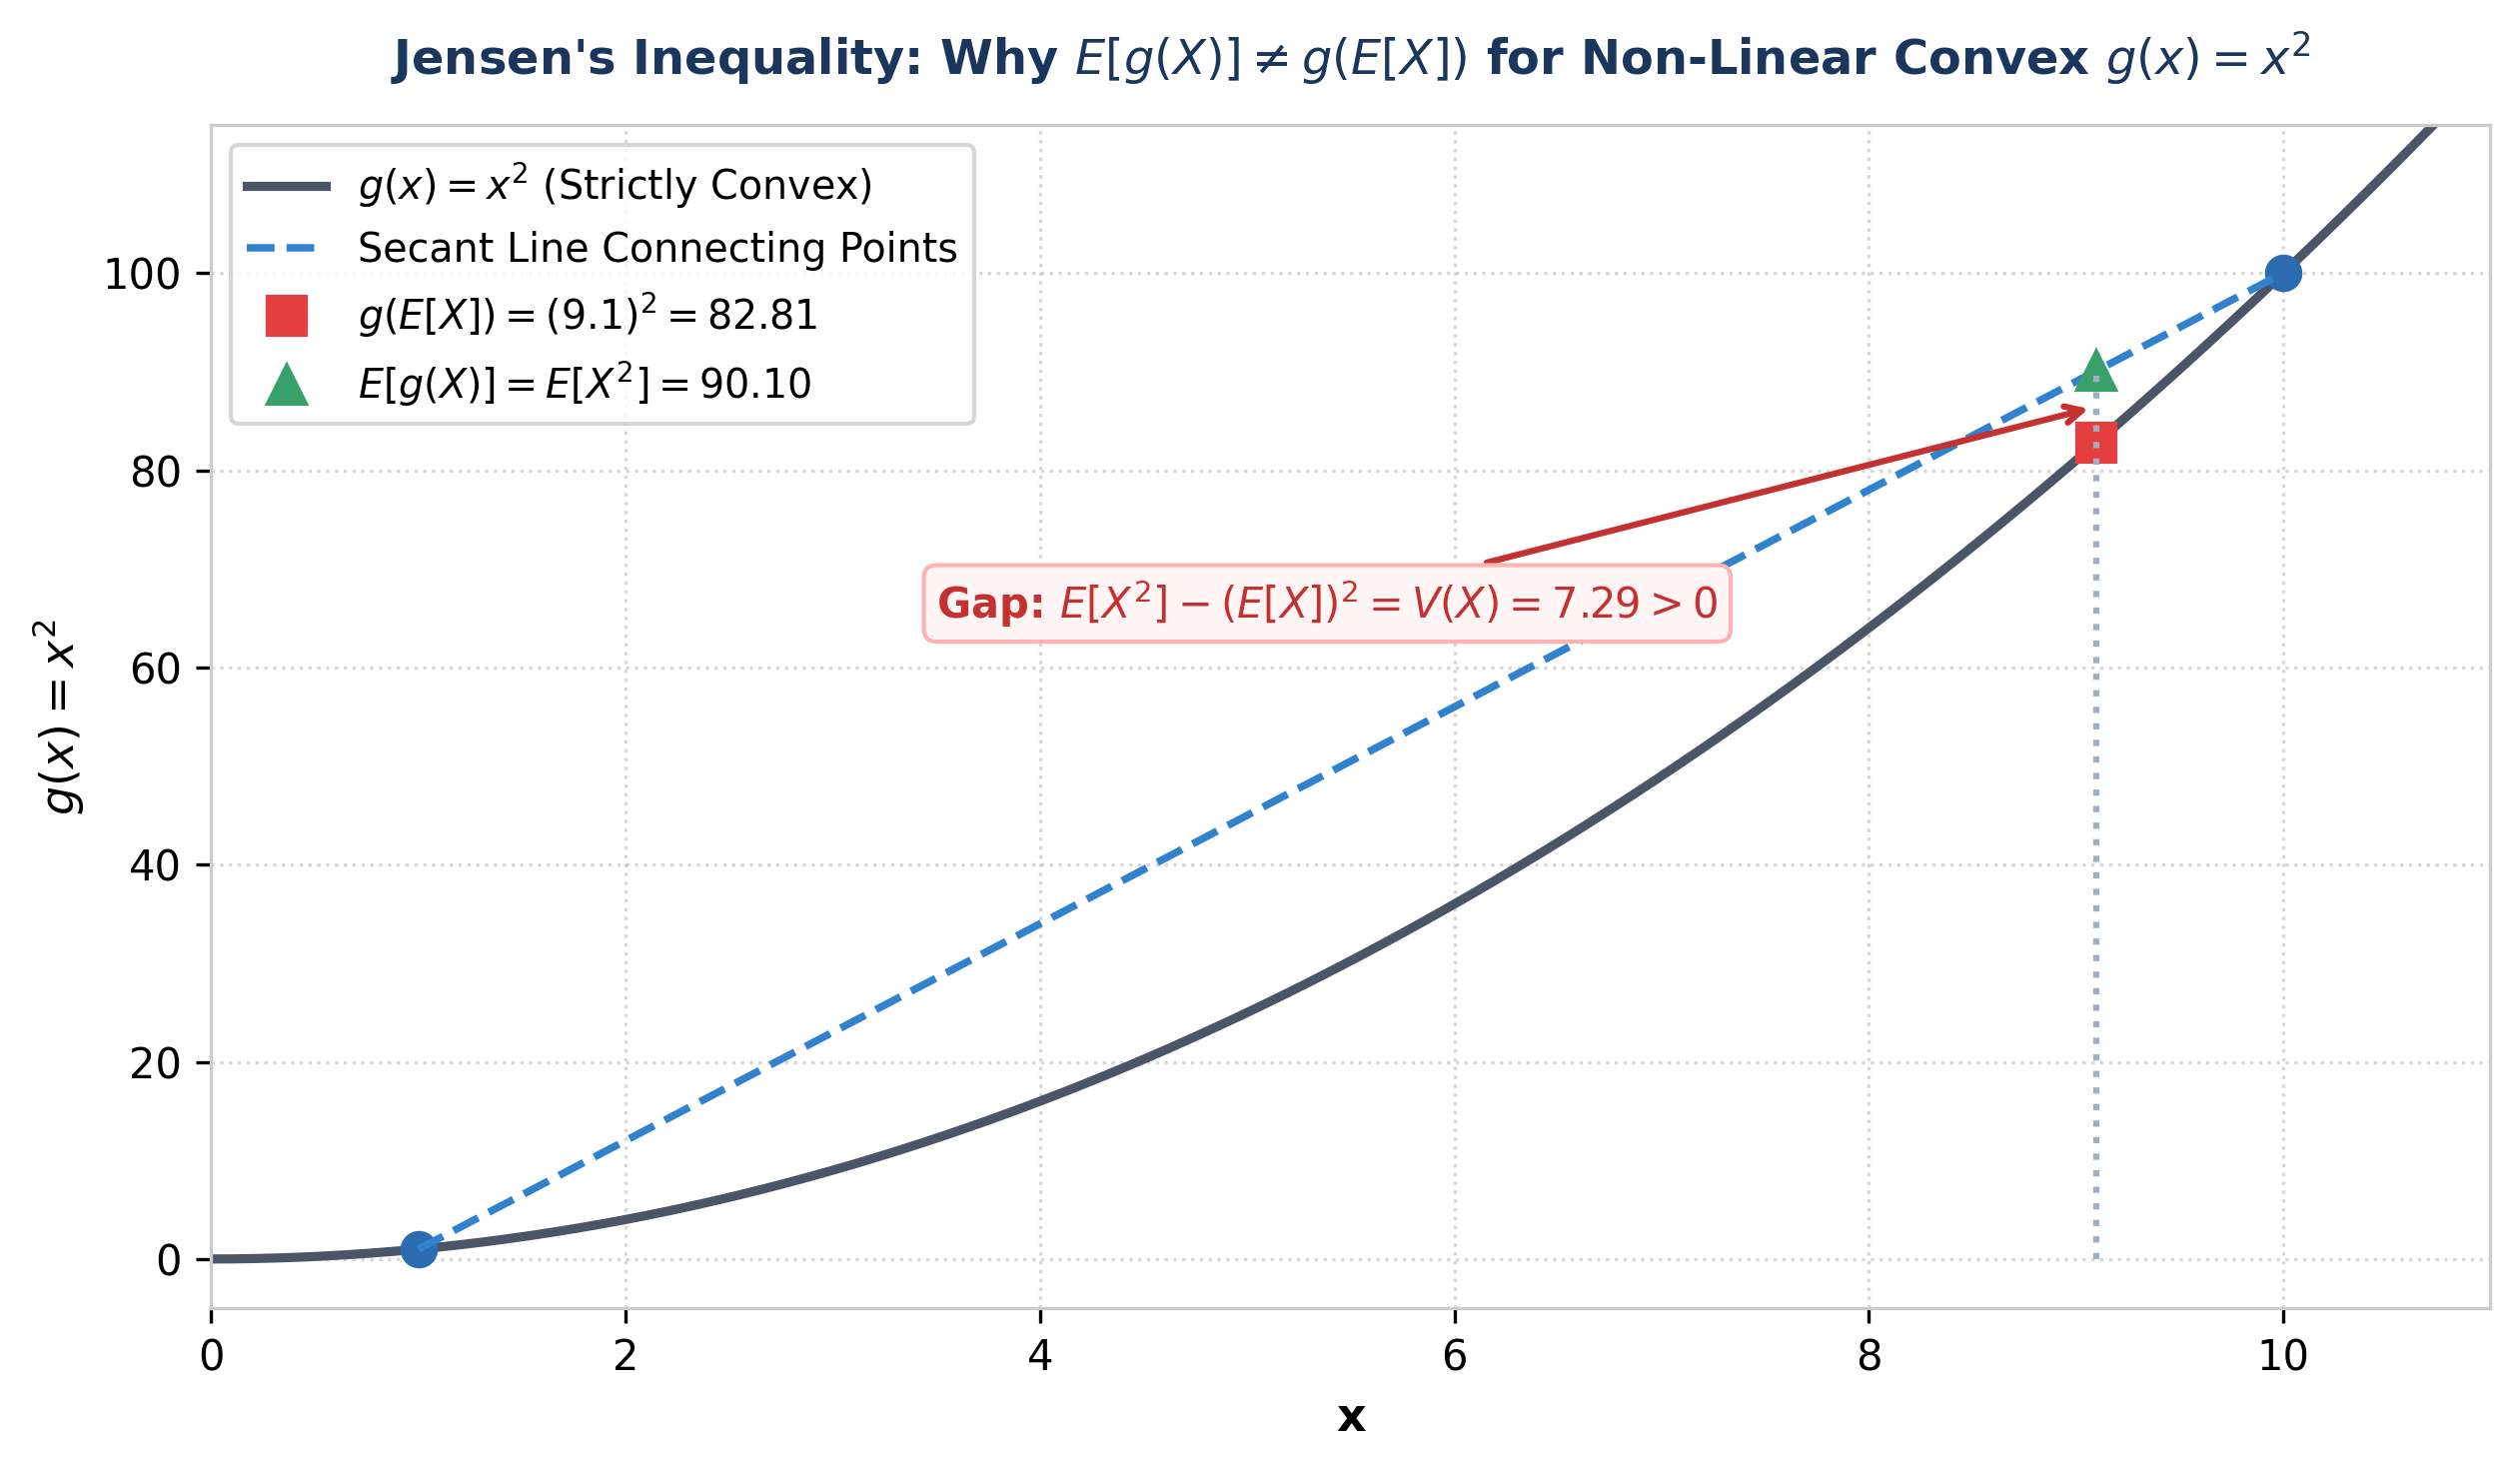 Jensen's Inequality: Why E[g(X)] ≠ g(E[X]) for Non-Linear Convex g(x) = x²
g(x) = x² (Strictly Convex)
Secant Line Connecting Points
g(E[X]) = (9.1)² = 82.81
E[g(X)] = E[X²] = 90.10
Gap: E[X²] − (E[X])² = V(X) = 7.29 > 0
g(x) = x²
100
80
60
40
20
0
0 2 4 6 8 10
x